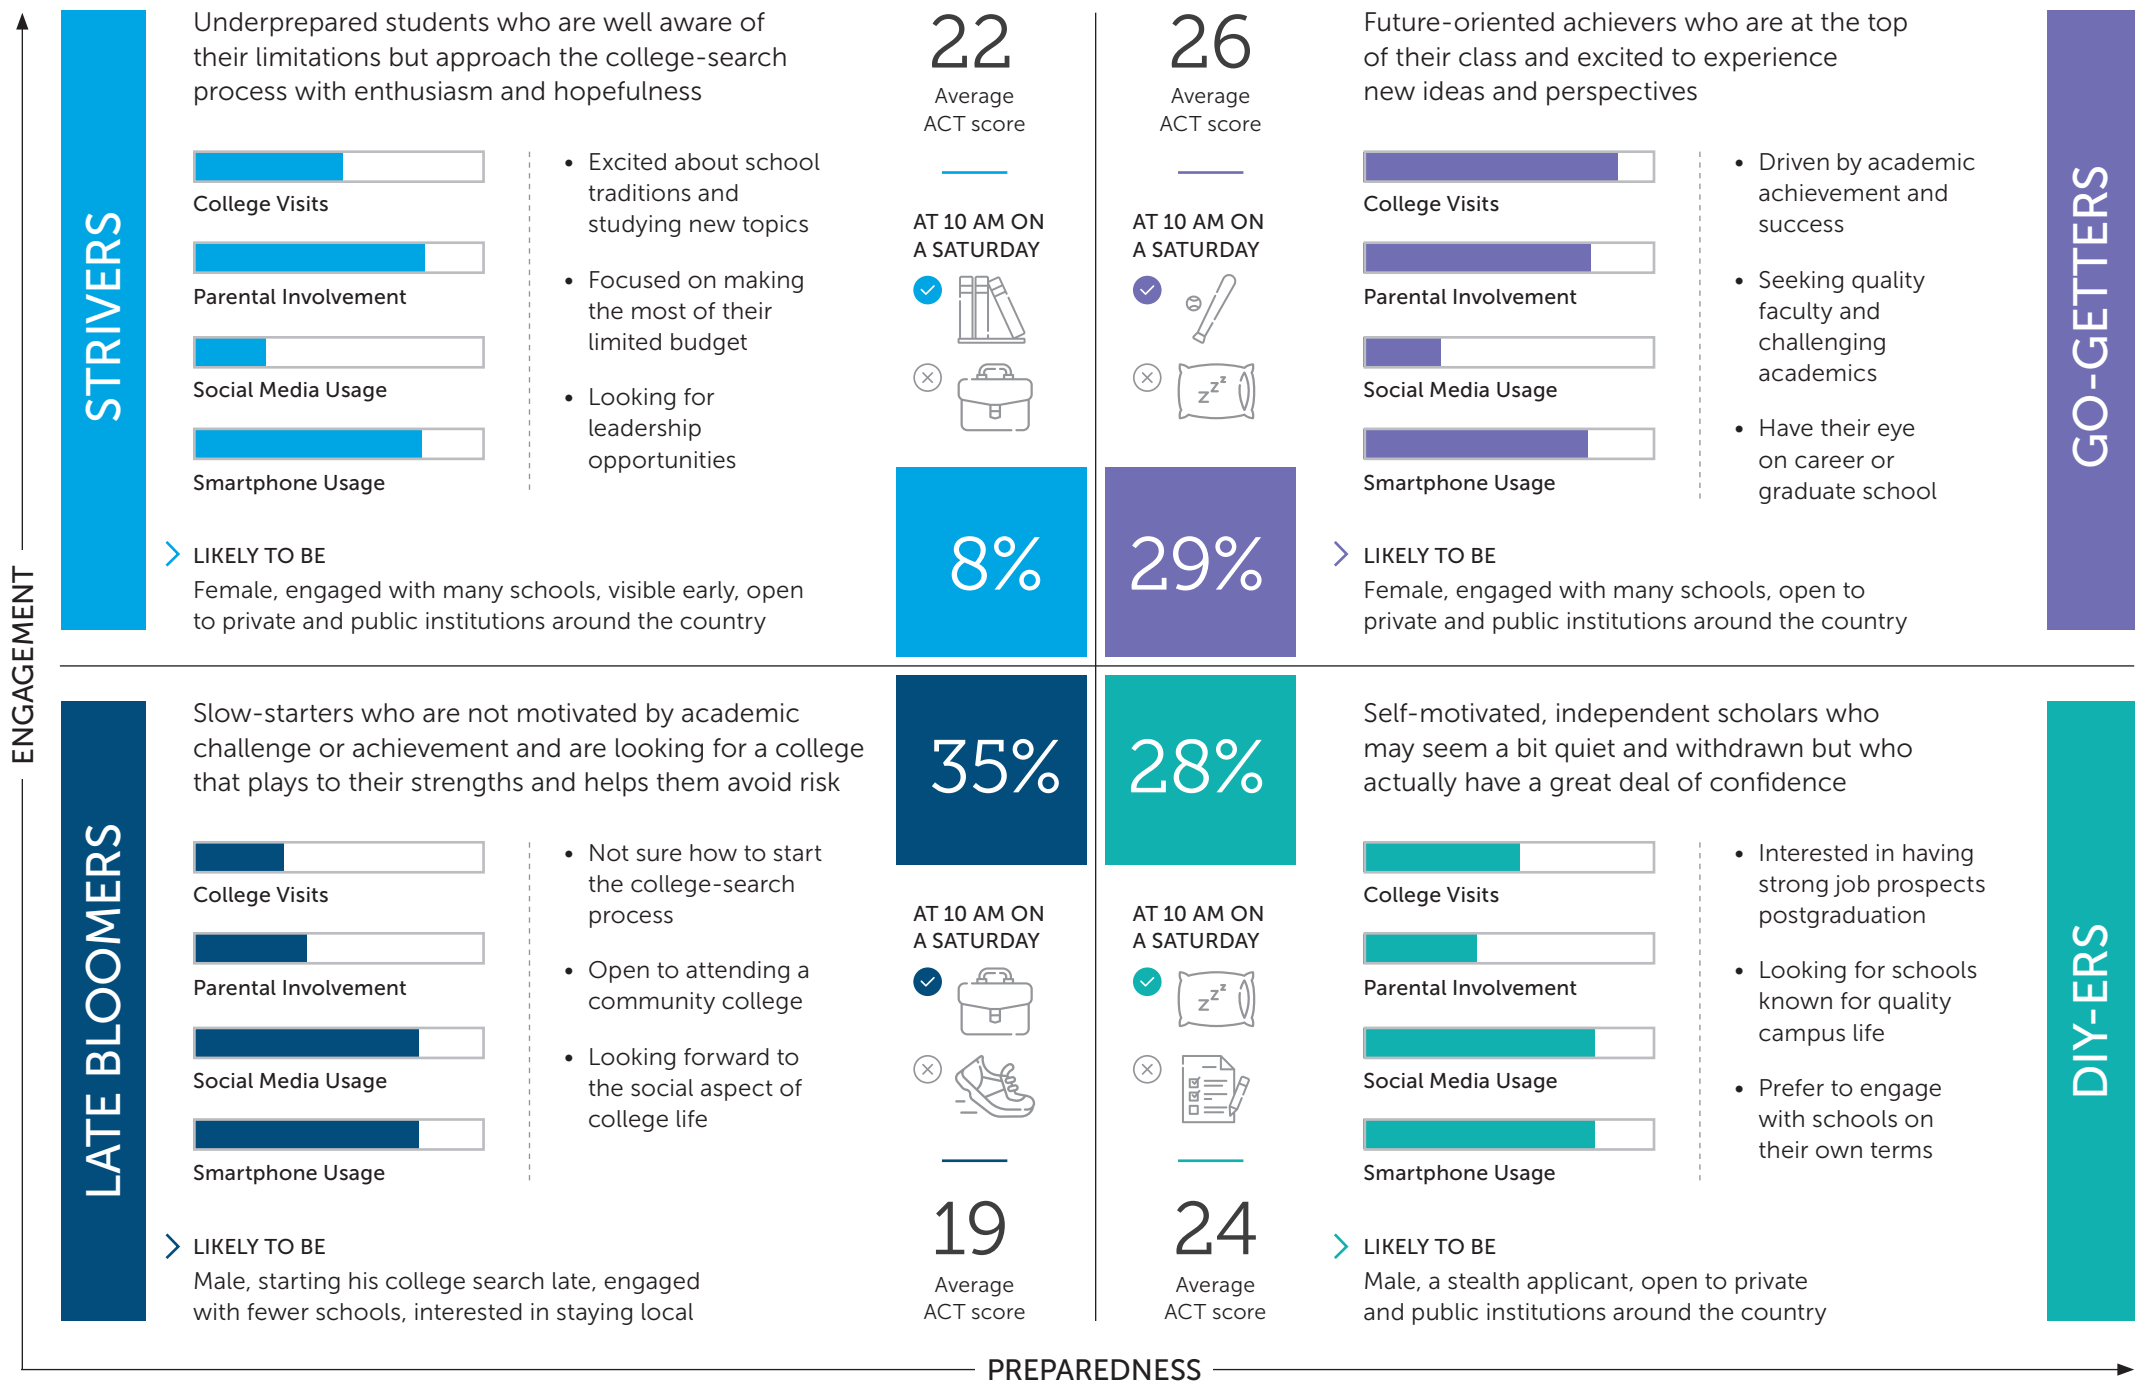 ENGAGEMENT
STRIVERS
Underprepared students who are well aware of
their limitations but approach the college-search
process with enthusiasm and hopefulness
College Visits
Parental Involvement
Social Media Usage
Smartphone Usage
• Excited about school
traditions and
studying new topics
• Focused on making
the most of their
limited budget
• Looking for
leadership
opportunities
LIKELY TO BE
Female, engaged with many schools, visible early, open
to private and public institutions around the country
22
Average
ACT score
AT 10 AM ON
A SATURDAY
8%
26
Average
ACT score
AT 10 AM ON
A SATURDAY
zzz
29%
Future-oriented achievers who are at the top
of their class and excited to experience
new ideas and perspectives
College Visits
Parental Involvement
Social Media Usage
Smartphone Usage
• Driven by academic
achievement and
success
• Seeking quality
faculty and
challenging
academics
• Have their eye
on career or
graduate school
LIKELY TO BE
Female, engaged with many schools, open to
private and public institutions around the country
GO-GETTERS
LATE BLOOMERS
Slow-starters who are not motivated by academic
challenge or achievement and are looking for a college
that plays to their strengths and helps them avoid risk
College Visits
Parental Involvement
Social Media Usage
Smartphone Usage
• Not sure how to start
the college-search
process
• Open to attending a
community college
• Looking forward to
the social aspect of
college life
LIKELY TO BE
Male, starting his college search late, engaged
with fewer schools, interested in staying local
35%
AT 10 AM ON
A SATURDAY
19
Average
ACT score
28%
AT 10 AM ON
A SATURDAY
zzz
24
Average
ACT score
Self-motivated, independent scholars who
may seem a bit quiet and withdrawn but who
actually have a great deal of confidence
College Visits
Parental Involvement
Social Media Usage
Smartphone Usage
• Interested in having
strong job prospects
postgraduation
• Looking for schools
known for quality
campus life
• Prefer to engage
with schools on
their own terms
LIKELY TO BE
Male, a stealth applicant, open to private
and public institutions around the country
DIY-ERS
PREPAREDNESS